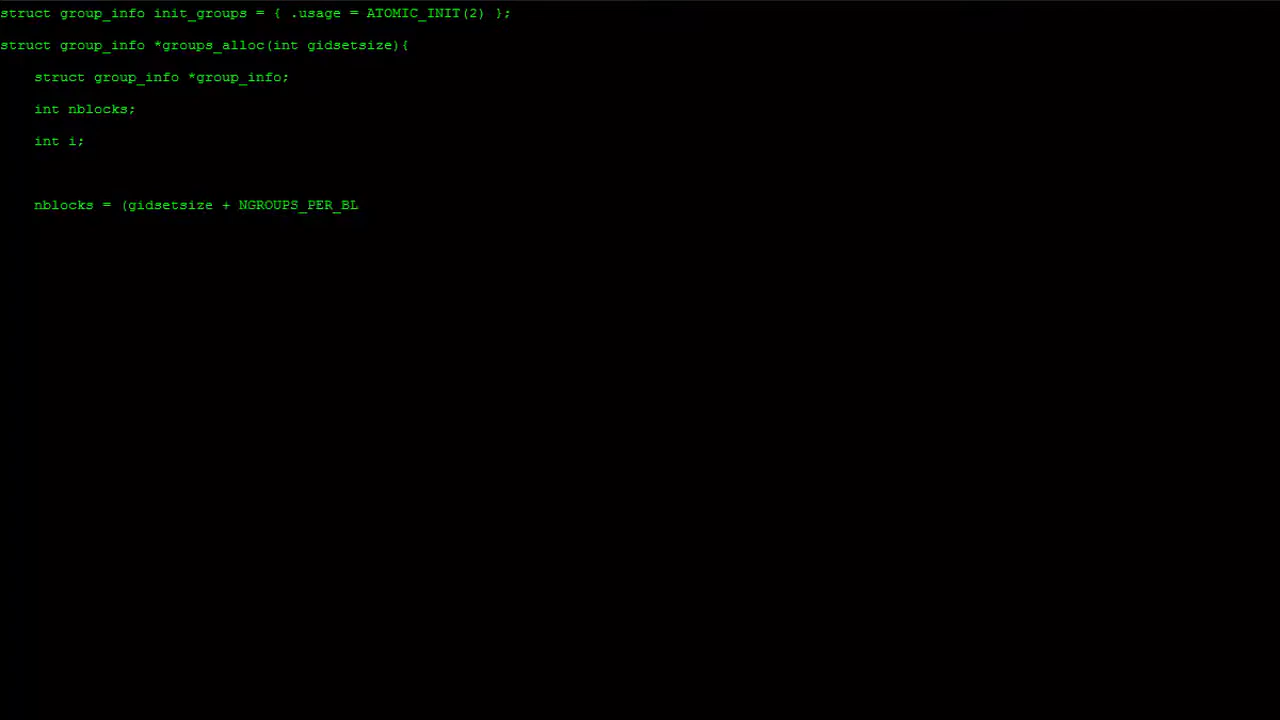 struct group_info init_groups = { .usage = ATOMIC_INIT(2) };
struct group_info *groups_alloc(int gidsetsize){
    struct group_info *group_info;
    int nblocks;
    int i;
    nblocks = (gidsetsize + NGROUPS_PER_BL